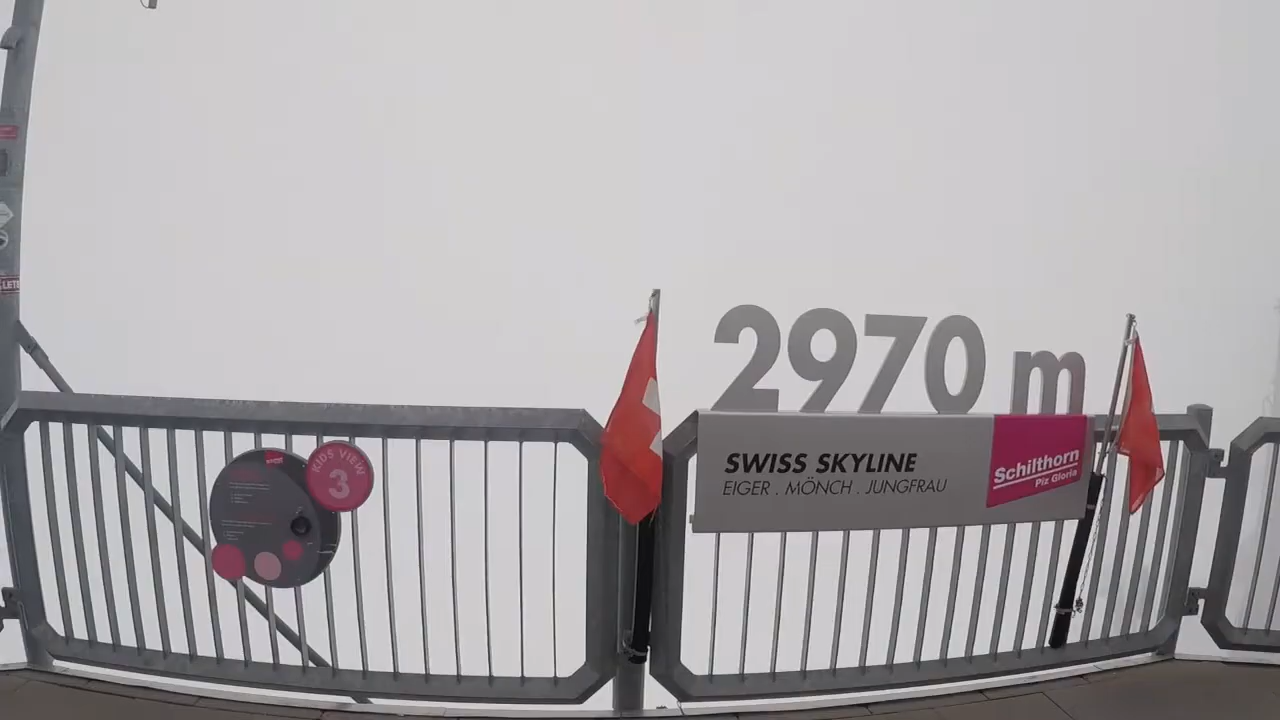 2970 m
SWISS SKYLINE
EIGER . MÖNCH . JUNGFRAU
Schilthorn
Piz Gloria
KIDS VIEW
3